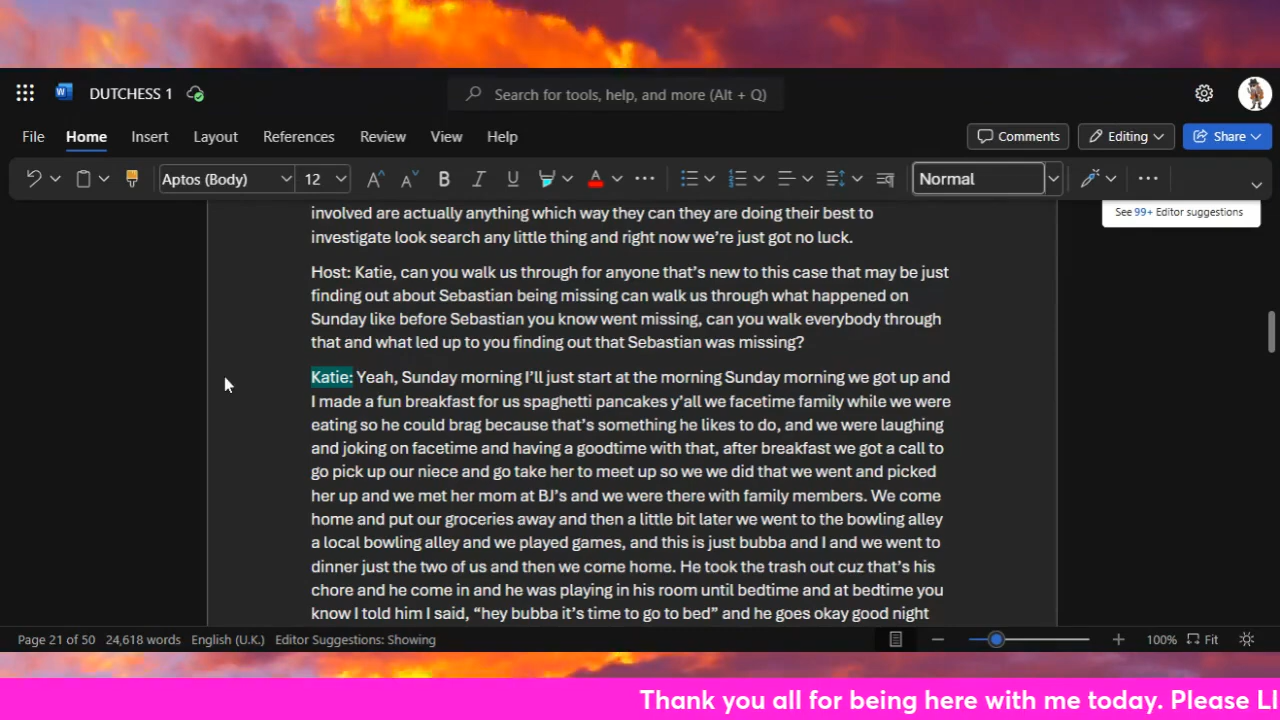 DUTCHESS 1
Search for tools, help, and more (Alt + Q)
File Home Insert Layout References Review View Help
Comments Editing Share
Aptos (Body) 12 Normal
See 99+ Editor suggestions
involved are actually anything which way they can they are doing their best to
investigate look search any little thing and right now we’re just got no luck.
Host: Katie, can you walk us through for anyone that’s new to this case that may be just
finding out about Sebastian being missing can walk us through what happened on
Sunday like before Sebastian you know went missing, can you walk everybody through
that and what led up to you finding out that Sebastian was missing?
Katie: Yeah, Sunday morning I’ll just start at the morning Sunday morning we got up and
I made a fun breakfast for us spaghetti pancakes y’all we facetime family while we were
eating so he could brag because that’s something he likes to do, and we were laughing
and joking on facetime and having a goodtime with that, after breakfast we got a call to
go pick up our niece and go take her to meet up so we we did that we went and picked
her up and we met her mom at BJ’s and we were there with family members. We come
home and put our groceries away and then a little bit later we went to the bowling alley
a local bowling alley and we played games, and this is just bubba and I and we went to
dinner just the two of us and then we come home. He took the trash out cuz that’s his
chore and he come in and he was playing in his room until bedtime and at bedtime you
know I told him I said, “hey bubba it’s time to go to bed” and he goes okay good night
Page 21 of 50 24,618 words English (U.K.) Editor Suggestions: Showing 100% Fit
Thank you all for being here with me today. Please LI